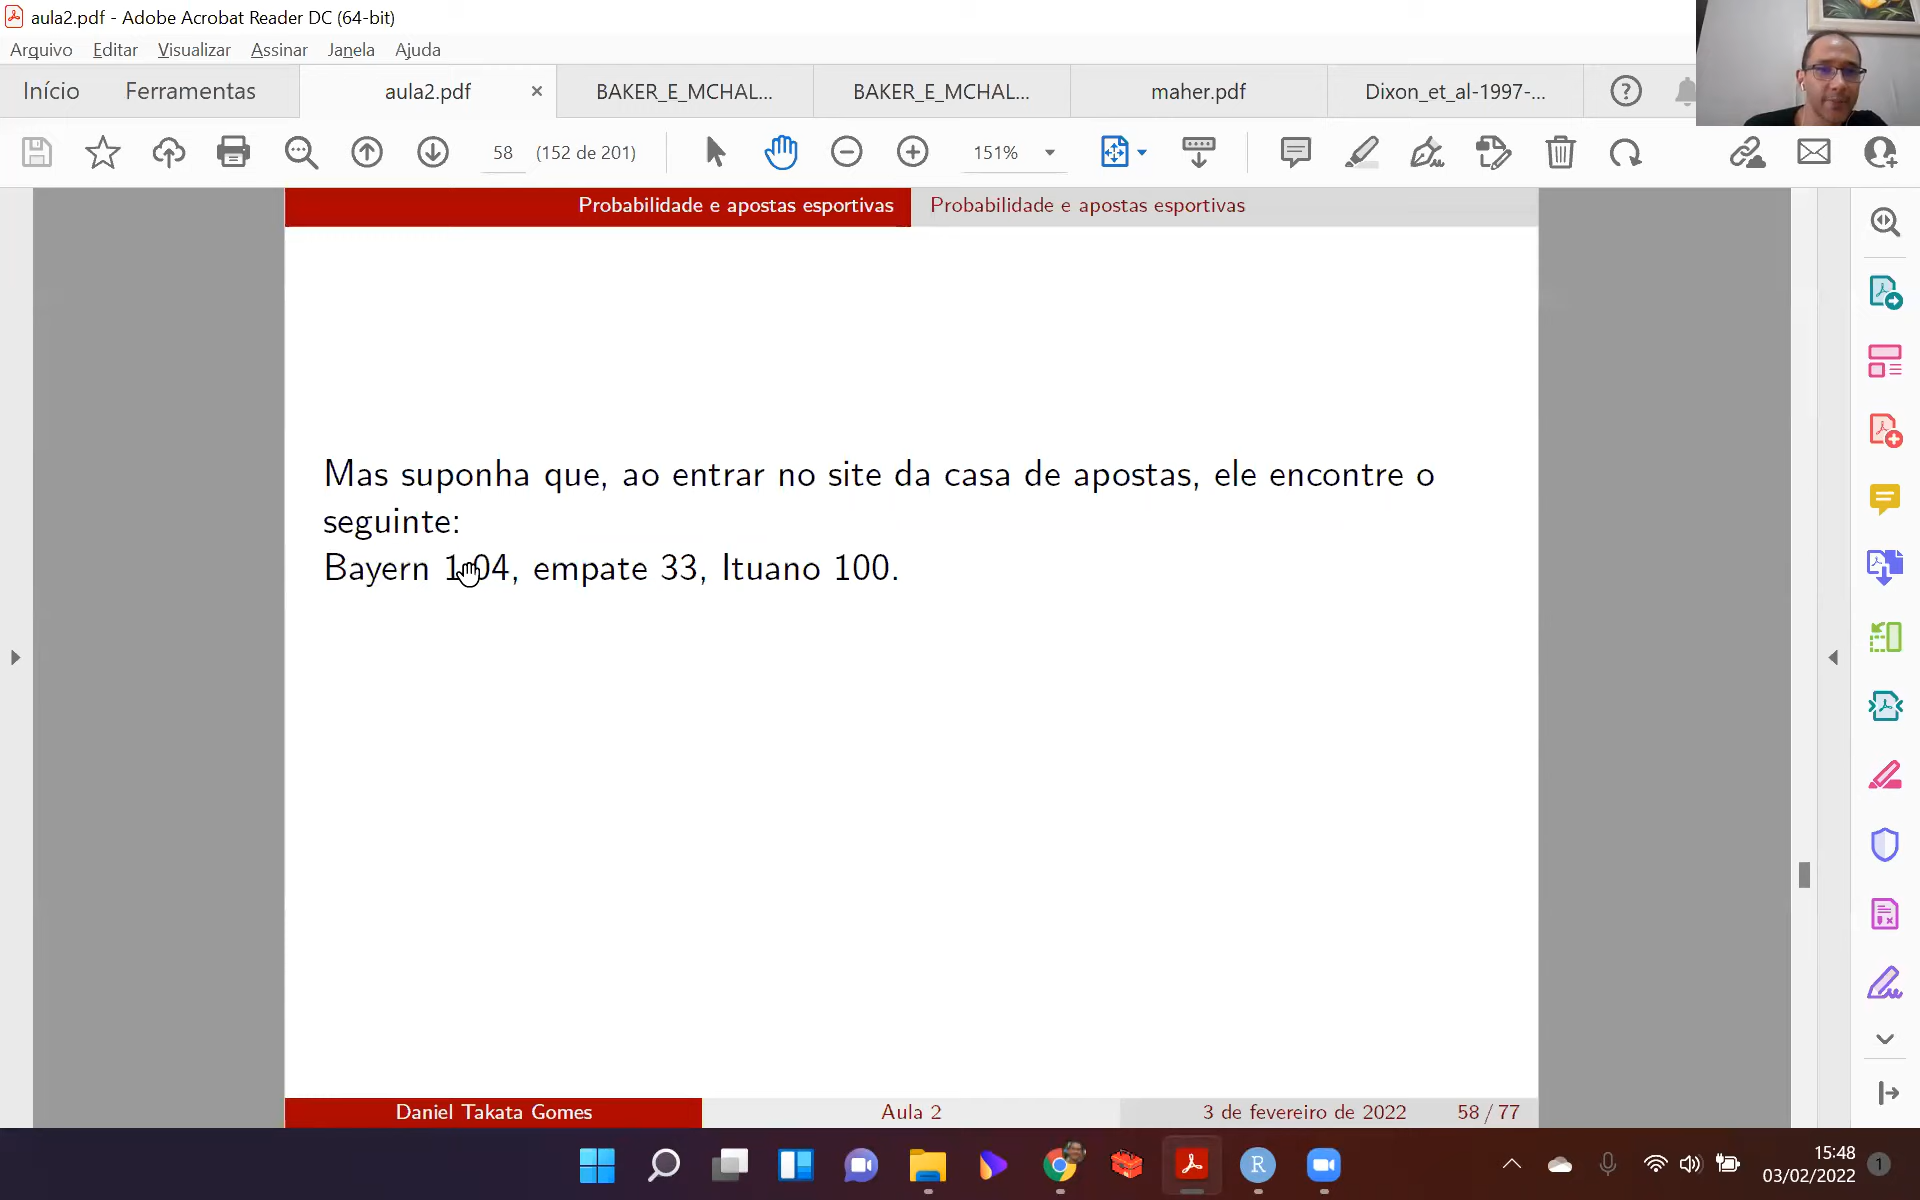 aula2.pdf - Adobe Acrobat Reader DC (64-bit)
Arquivo Editar Visualizar Assinar Janela Ajuda
Início Ferramentas aula2.pdf × BAKER_E_MCHAL... BAKER_E_MCHAL... maher.pdf Dixon_et_al-1997-...
58 (152 de 201) 151%
Probabilidade e apostas esportivas Probabilidade e apostas esportivas
Mas suponha que, ao entrar no site da casa de apostas, ele encontre o
seguinte:
Bayern 1.04, empate 33, Ituano 100.
Daniel Takata Gomes Aula 2 3 de fevereiro de 2022 58 / 77
15:48
03/02/2022 1